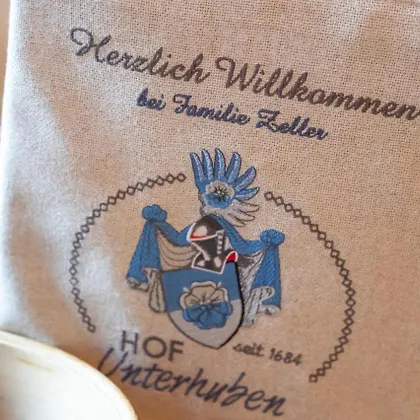 Herzlich Willkommen
bei Familie Zeller
HOF
seit 1684
Unterhuben